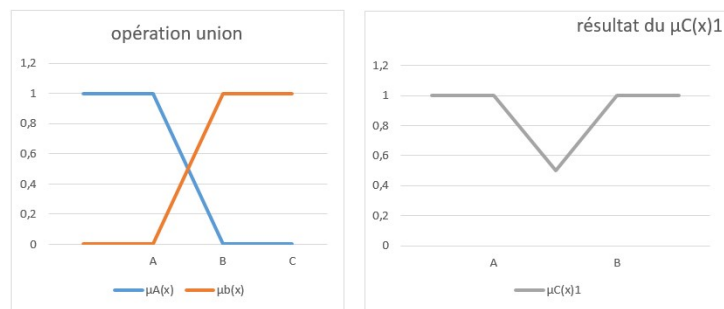 opération union
1,2
1
0,8
0,6
0,4
0,2
0
A B C
µA(x) µb(x)
résultat du µC(x)1
1,2
1
0,8
0,6
0,4
0,2
0
A B
µC(x)1